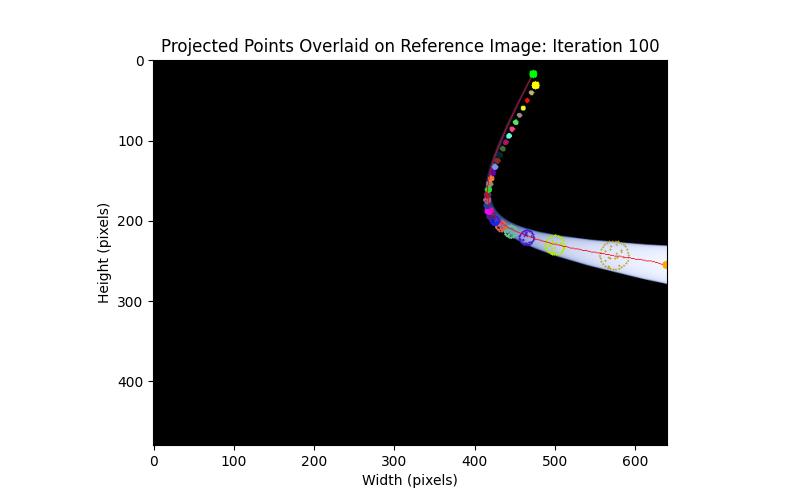 Projected Points Overlaid on Reference Image: Iteration 100
0
100
200
300
400
Height (pixels)
0 100 200 300 400 500 600
Width (pixels)